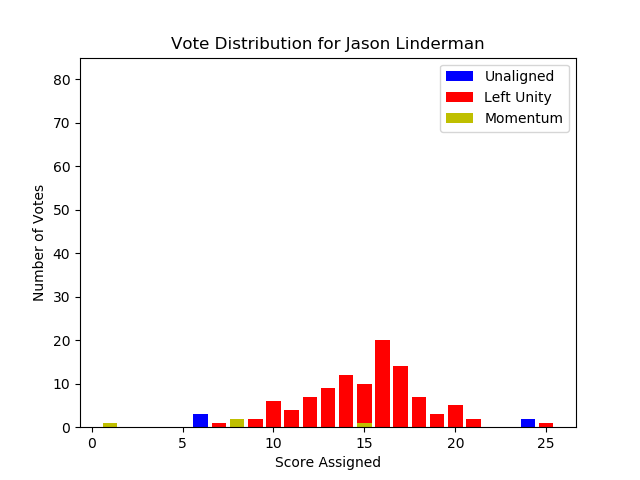 Vote Distribution for Jason Linderman
Unaligned
Left Unity
Momentum
Number of Votes
80
70
60
50
40
30
20
10
0
0 5 10 15 20 25
Score Assigned